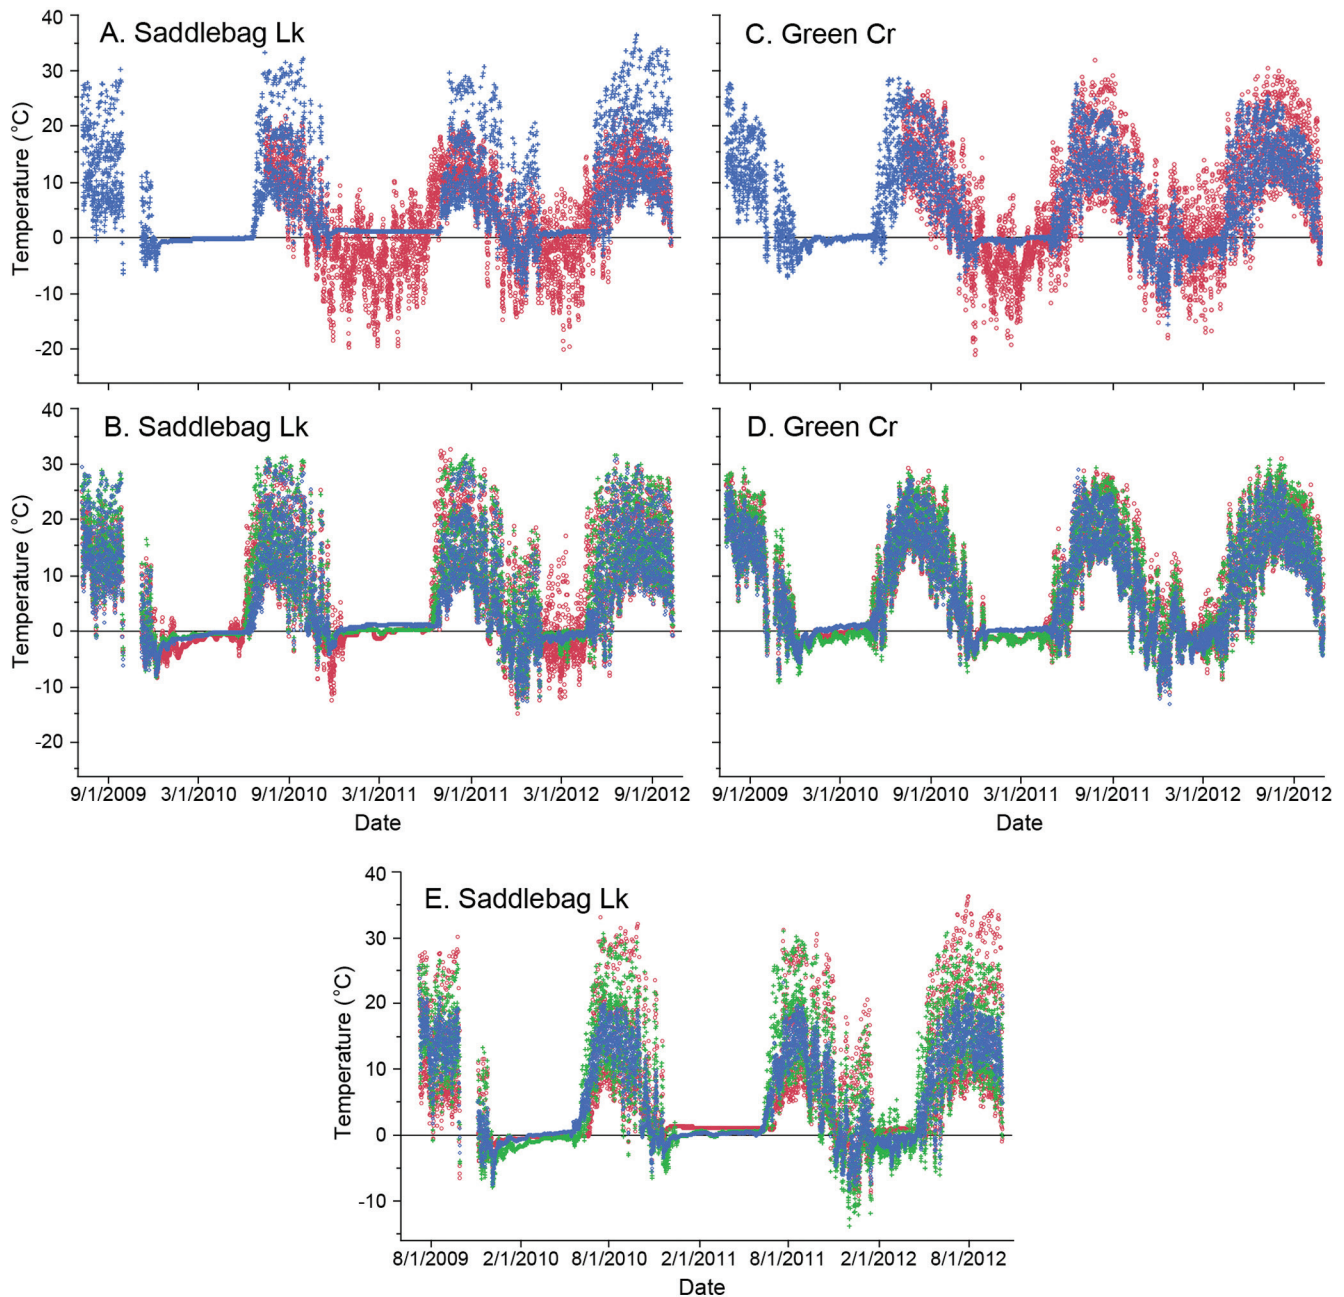 A. Saddlebag Lk
C. Green Cr
40
30
20
10
0
-10
-20
Temperature (°C)
B. Saddlebag Lk
D. Green Cr
40
30
20
10
0
-10
-20
Temperature (°C)
9/1/2009 3/1/2010 9/1/2010 3/1/2011 9/1/2011 3/1/2012 9/1/2012
Date
9/1/2009 3/1/2010 9/1/2010 3/1/2011 9/1/2011 3/1/2012 9/1/2012
Date
E. Saddlebag Lk
40
30
20
10
0
-10
Temperature (°C)
8/1/2009 2/1/2010 8/1/2010 2/1/2011 8/1/2011 2/1/2012 8/1/2012
Date